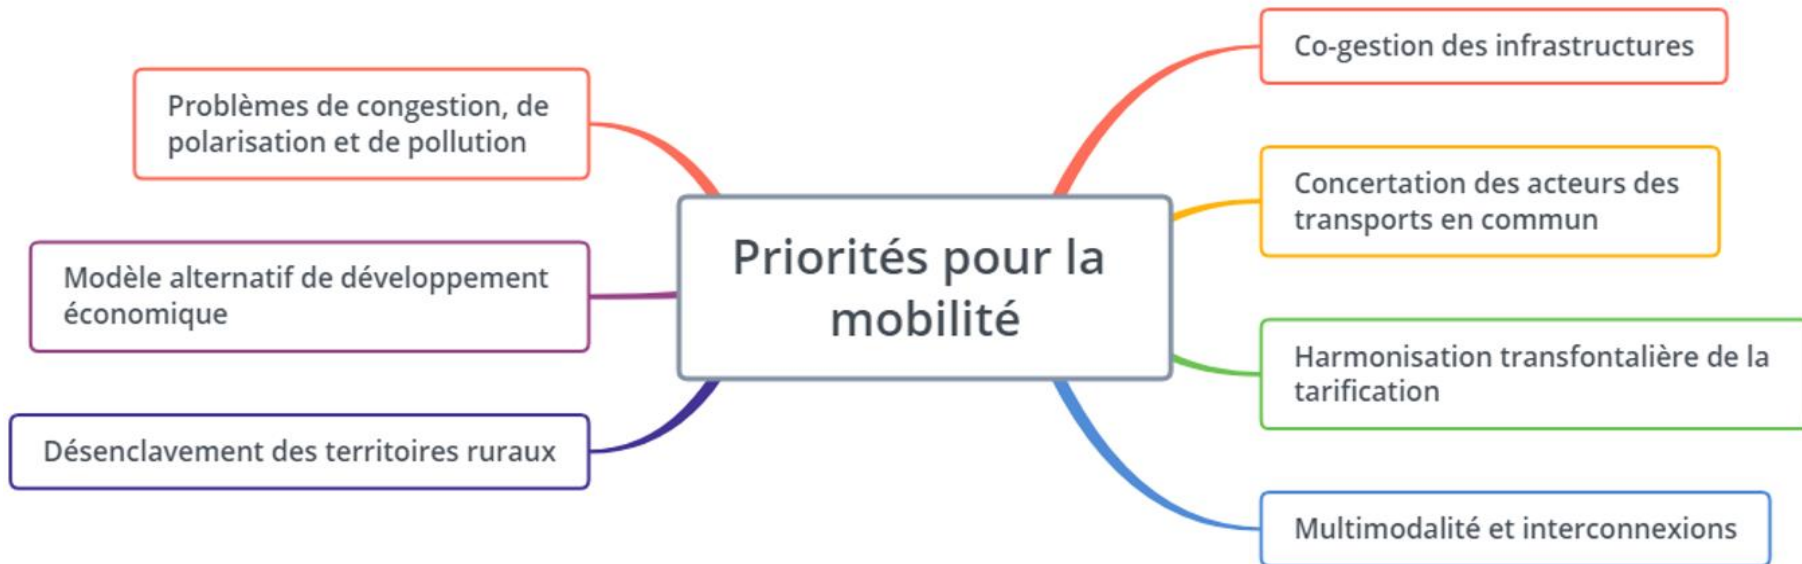 Priorités pour la
mobilité
Co-gestion des infrastructures
Concertation des acteurs des
transports en commun
Harmonisation transfontalière de la
tarification
Multimodalité et interconnexions
Problèmes de congestion, de
polarisation et de pollution
Modèle alternatif de développement
économique
Désenclavement des territoires ruraux